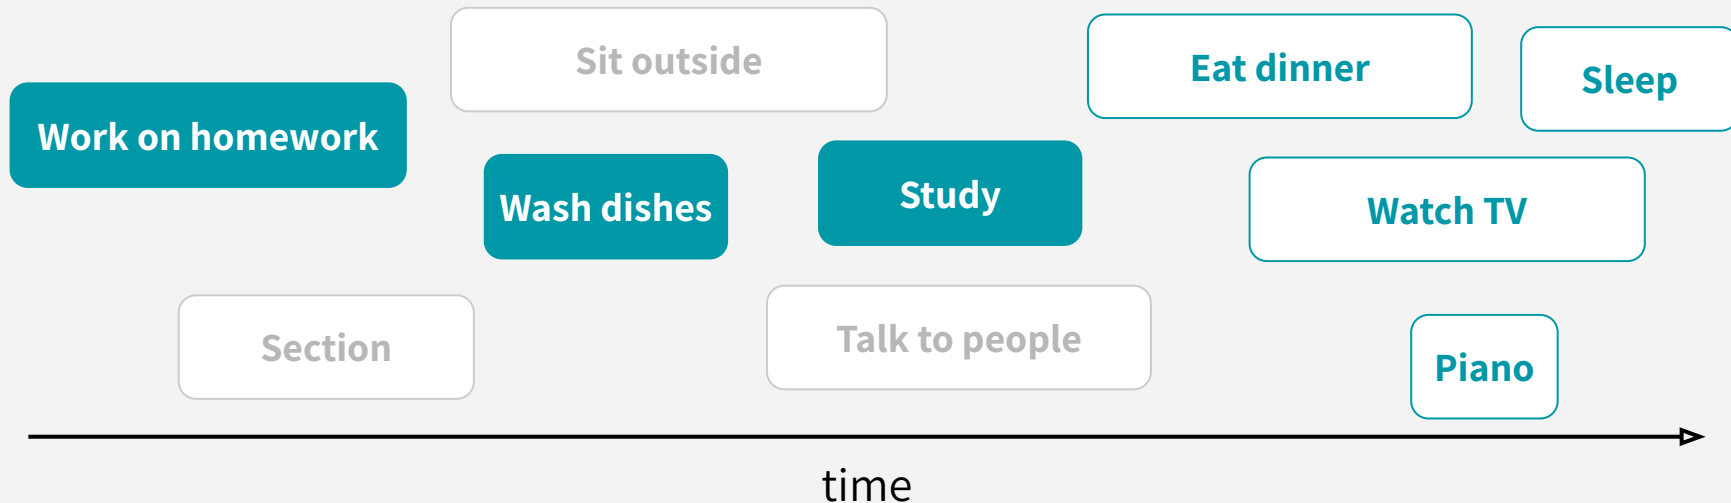 Sit outside
Eat dinner
Sleep
Work on homework
Wash dishes
Study
Watch TV
Section
Talk to people
Piano
time